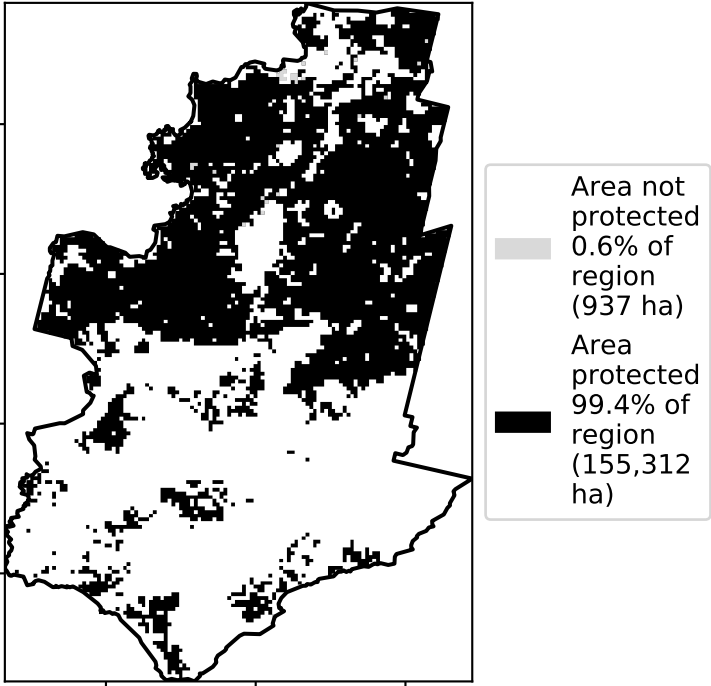 Area not
protected
0.6% of
region
(937 ha)
Area
protected
99.4% of
region
(155,312
ha)